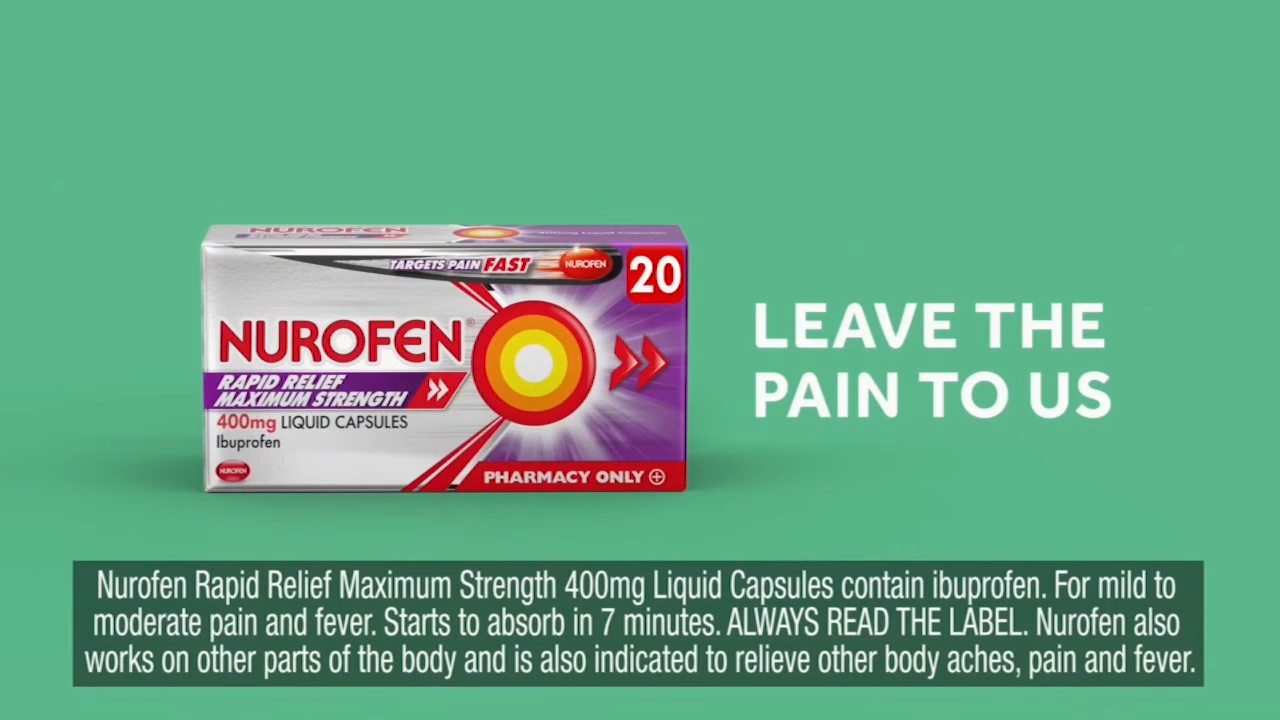 NUROFEN
400mg Liquid Capsules
TARGETS PAIN FAST
NUROFEN
20
NUROFEN®
RAPID RELIEF
MAXIMUM STRENGTH
400mg LIQUID CAPSULES
Ibuprofen
NUROFEN
PHARMACY ONLY
LEAVE THE
PAIN TO US
Nurofen Rapid Relief Maximum Strength 400mg Liquid Capsules contain ibuprofen. For mild to
moderate pain and fever. Starts to absorb in 7 minutes. ALWAYS READ THE LABEL. Nurofen also
works on other parts of the body and is also indicated to relieve other body aches, pain and fever.